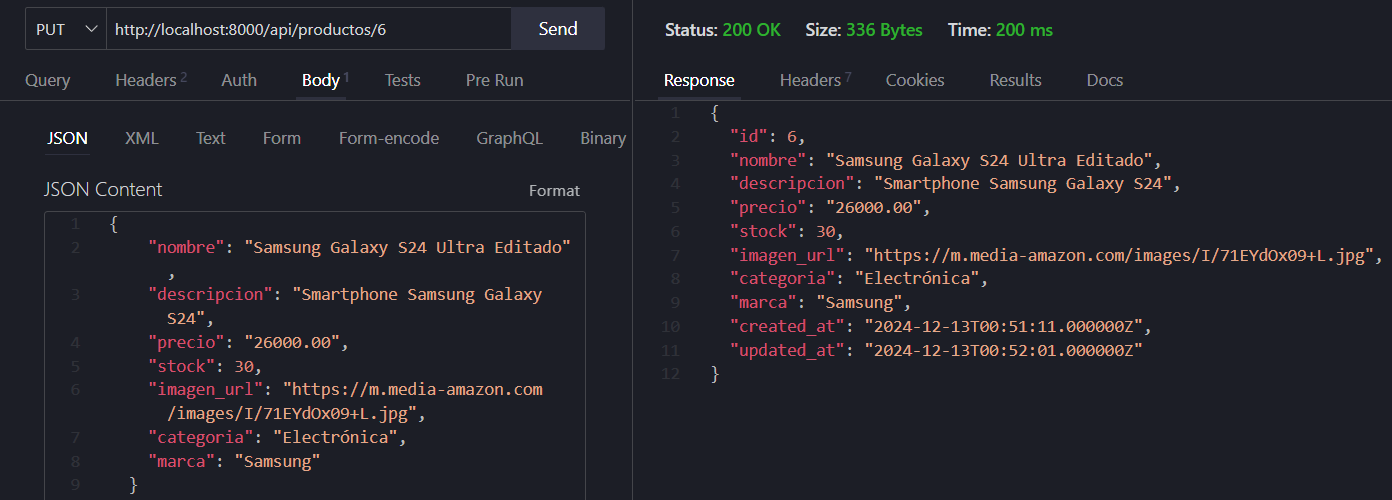 PUT http://localhost:8000/api/productos/6 Send
Query Headers 2 Auth Body 1 Tests Pre Run
JSON XML Text Form Form-encode GraphQL Binary
JSON Content Format
1 {
2 "nombre": "Samsung Galaxy S24 Ultra Editado"
,
3 "descripcion": "Smartphone Samsung Galaxy
S24",
4 "precio": "26000.00",
5 "stock": 30,
6 "imagen_url": "https://m.media-amazon.com
/images/I/71EYdOx09+L.jpg",
7 "categoria": "Electrónica",
8 "marca": "Samsung"
9 }
Status: 200 OK Size: 336 Bytes Time: 200 ms
Response Headers 7 Cookies Results Docs
1 {
2 "id": 6,
3 "nombre": "Samsung Galaxy S24 Ultra Editado",
4 "descripcion": "Smartphone Samsung Galaxy S24",
5 "precio": "26000.00",
6 "stock": 30,
7 "imagen_url": "https://m.media-amazon.com/images/I/71EYdOx09+L.jpg",
8 "categoria": "Electrónica",
9 "marca": "Samsung",
10 "created_at": "2024-12-13T00:51:11.000000Z",
11 "updated_at": "2024-12-13T00:52:01.000000Z"
12 }